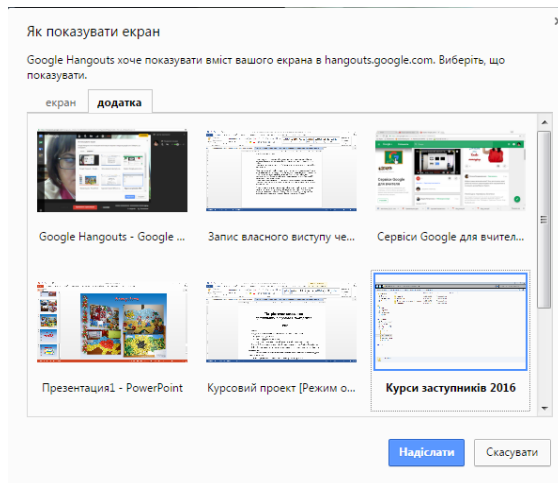 Як показувати екран
Google Hangouts хоче показувати вміст вашого екрана в hangouts.google.com. Виберіть, що
показувати.
екран додатка
Google Hangouts - Google ... Запис власного виступу че... Сервіси Google для вчител...
Презентация1 - PowerPoint Курсовий проект [Режим о... Курси заступників 2016
Надіслати Скасувати